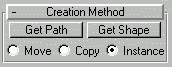 - Creation Method
Get Path Get Shape
Move Copy Instance